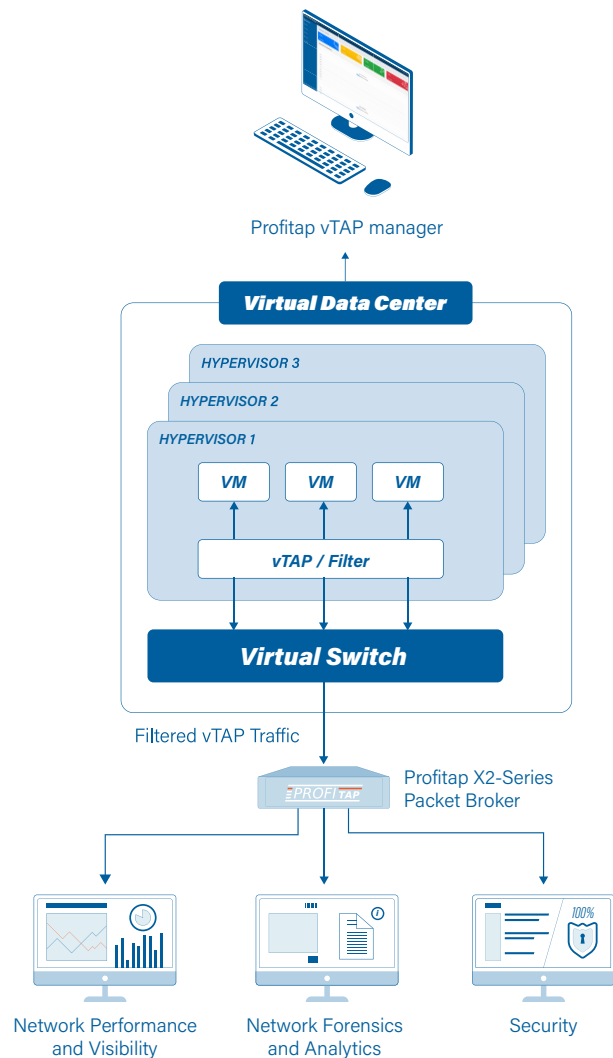 Profitap vTAP manager
Virtual Data Center
HYPERVISOR 3
HYPERVISOR 2
HYPERVISOR 1
VM VM VM
vTAP / Filter
Virtual Switch
Filtered vTAP Traffic
Profitap X2-Series
Packet Broker
PROFITAP
100%
i
Network Performance
and Visibility
Network Forensics
and Analytics
Security